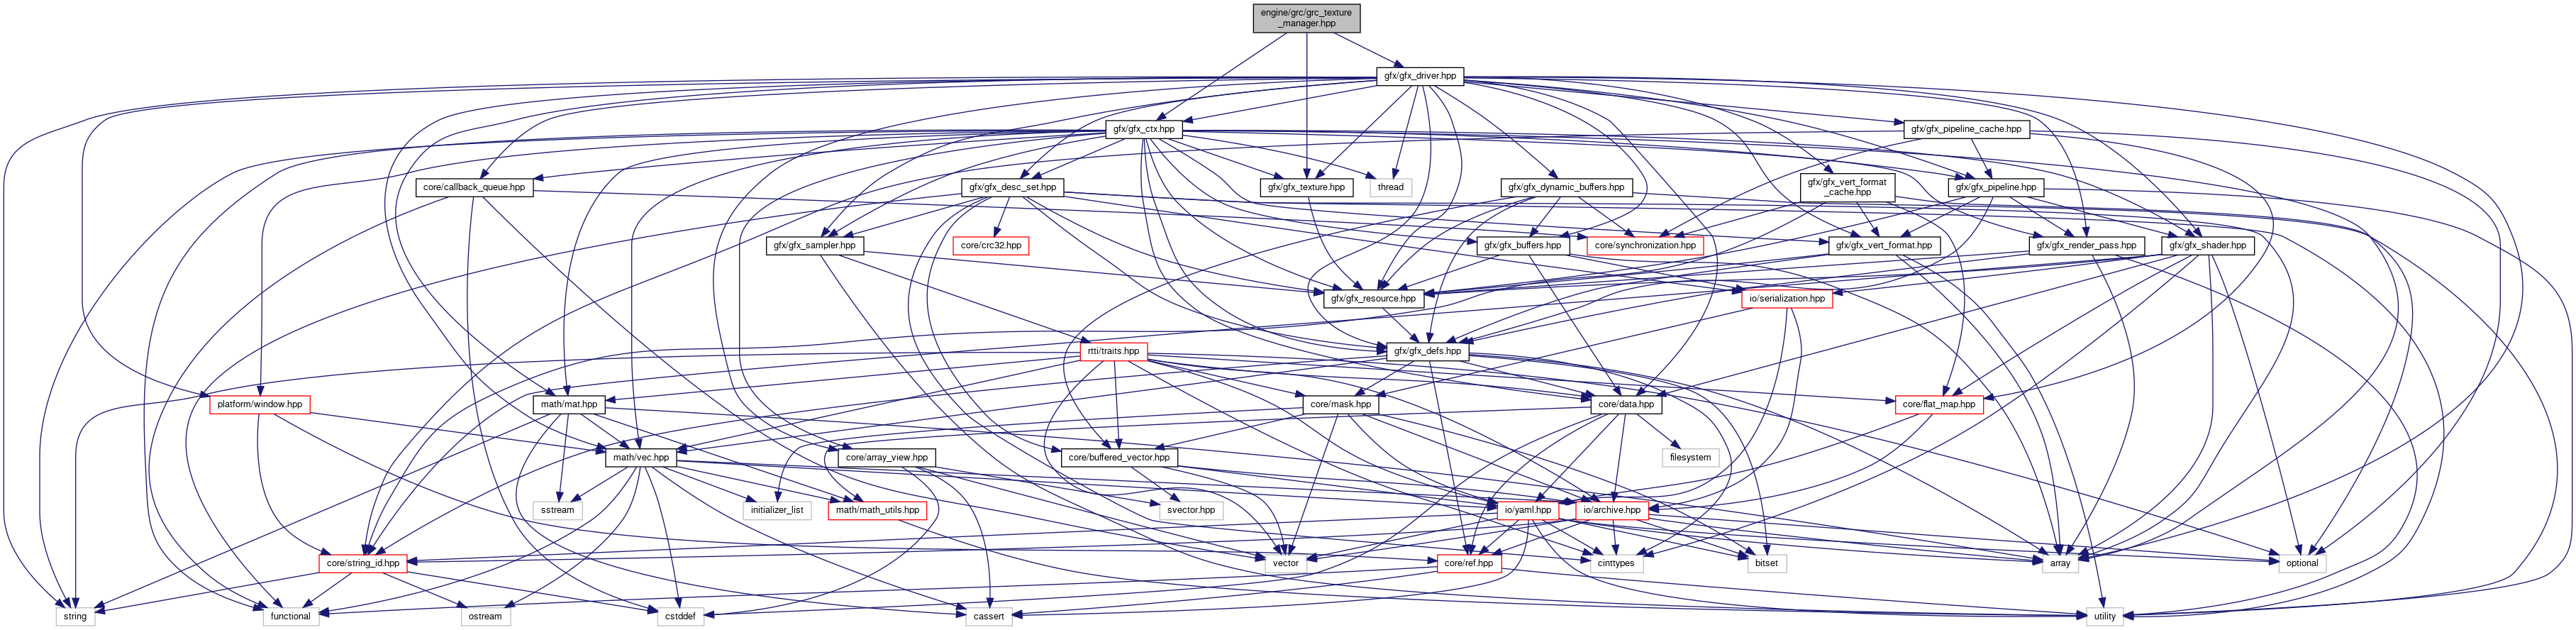 engine/grc/grc_texture
_manager.hpp
gfx/gfx_driver.hpp
gfx/gfx_ctx.hpp
gfx/gfx_pipeline_cache.hpp
core/callback_queue.hpp
gfx/gfx_desc_set.hpp
gfx/gfx_texture.hpp
thread
gfx/gfx_dynamic_buffers.hpp
gfx/gfx_vert_format
_cache.hpp
gfx/gfx_pipeline.hpp
gfx/gfx_sampler.hpp
core/crc32.hpp
gfx/gfx_buffers.hpp
core/synchronization.hpp
gfx/gfx_vert_format.hpp
gfx/gfx_render_pass.hpp
gfx/gfx_shader.hpp
gfx/gfx_resource.hpp
io/serialization.hpp
rtti/traits.hpp
gfx/gfx_defs.hpp
platform/window.hpp
math/mat.hpp
core/mask.hpp
core/data.hpp
core/flat_map.hpp
math/vec.hpp
core/array_view.hpp
core/buffered_vector.hpp
filesystem
sstream
initializer_list
math/math_utils.hpp
svector.hpp
io/yaml.hpp
io/archive.hpp
core/string_id.hpp
vector
core/ref.hpp
cinttypes
bitset
array
optional
string
functional
ostream
cstddef
cassert
utility